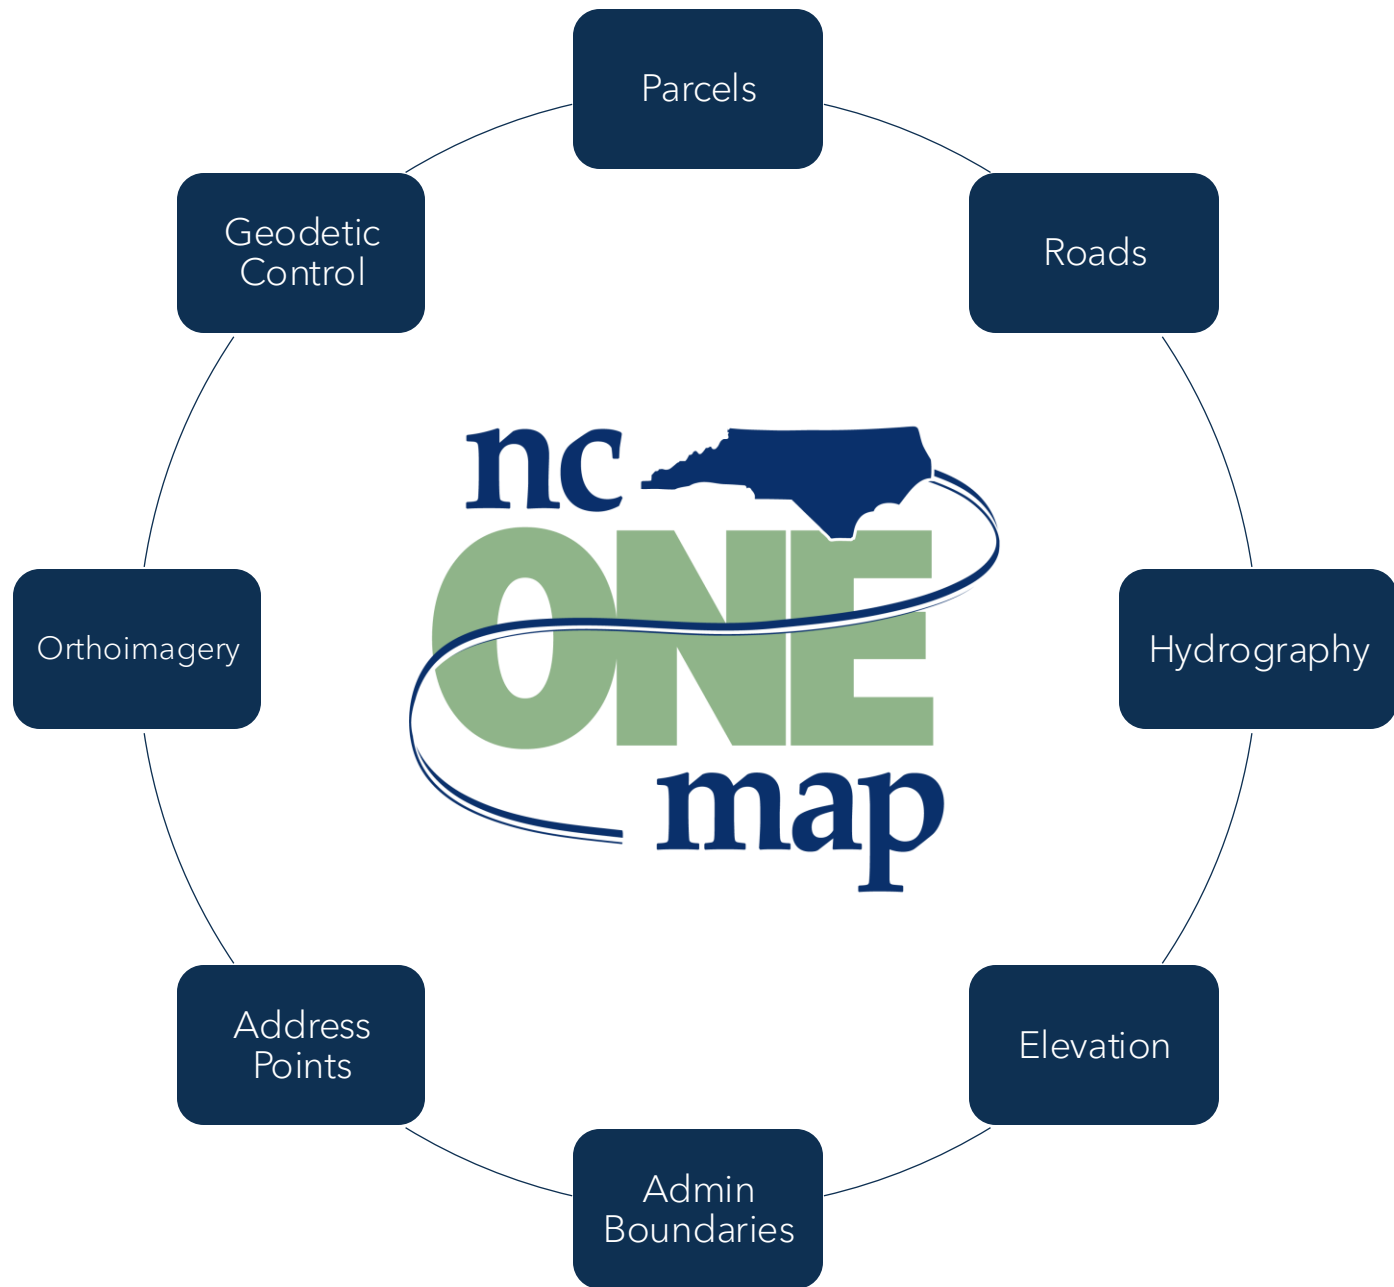 Parcels
Geodetic
Control
Roads
nc
ONE
map
Orthoimagery
Hydrography
Address
Points
Elevation
Admin
Boundaries